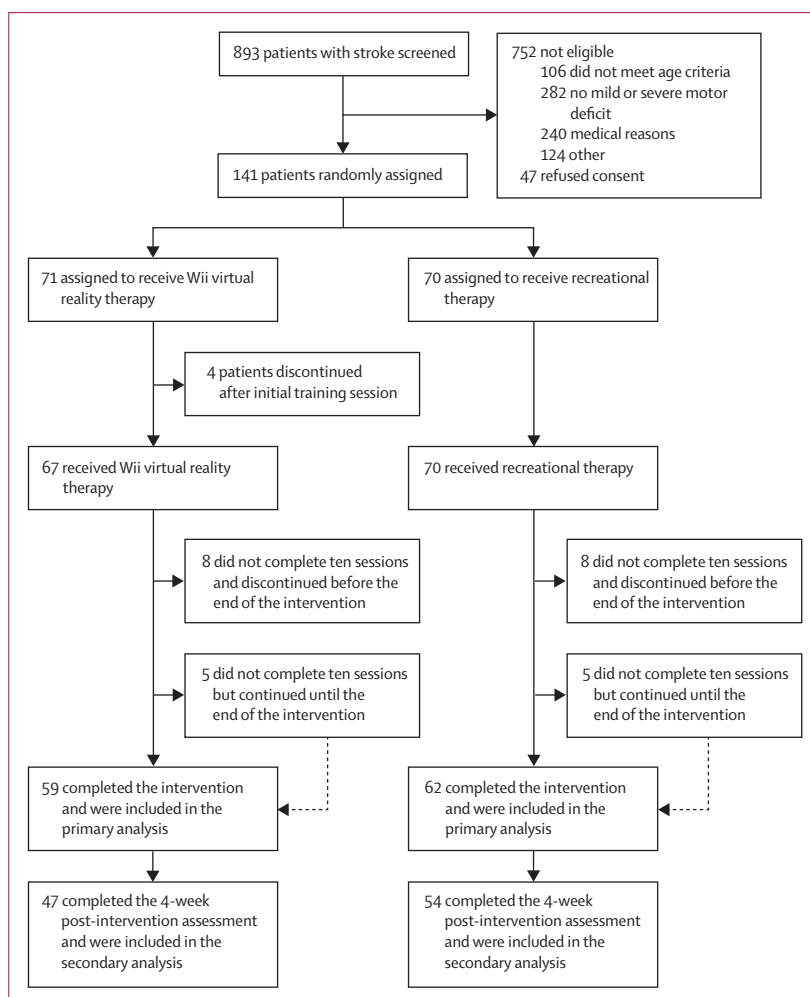 893 patients with stroke screened
752 not eligible
106 did not meet age criteria
282 no mild or severe motor
deficit
240 medical reasons
124 other
47 refused consent
141 patients randomly assigned
71 assigned to receive Wii virtual
reality therapy
70 assigned to receive recreational
therapy
4 patients discontinued
after initial training session
67 received Wii virtual reality
therapy
70 received recreational therapy
8 did not complete ten sessions
and discontinued before the
end of the intervention
8 did not complete ten sessions
and discontinued before the
end of the intervention
5 did not complete ten sessions
but continued until the
end of the intervention
5 did not complete ten sessions
but continued until the
end of the intervention
59 completed the intervention
and were included in the
primary analysis
62 completed the intervention
and were included in the
primary analysis
47 completed the 4-week
post-intervention assessment
and were included in the
secondary analysis
54 completed the 4-week
post-intervention assessment
and were included in the
secondary analysis